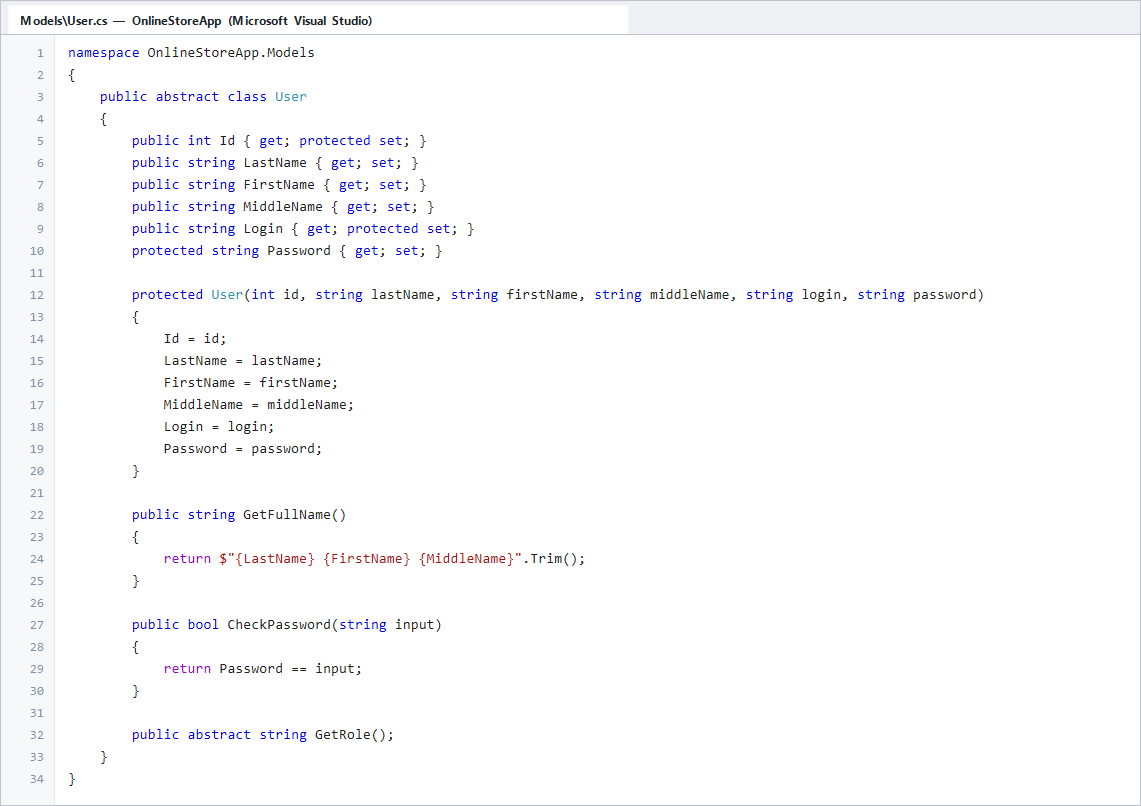 Models\User.cs — OnlineStoreApp (Microsoft Visual Studio)
1 namespace OnlineStoreApp.Models
2 {
3     public abstract class User
4     {
5         public int Id { get; protected set; }
6         public string LastName { get; set; }
7         public string FirstName { get; set; }
8         public string MiddleName { get; set; }
9         public string Login { get; protected set; }
10         protected string Password { get; set; }
11
12         protected User(int id, string lastName, string firstName, string middleName, string login, string password)
13         {
14             Id = id;
15             LastName = lastName;
16             FirstName = firstName;
17             MiddleName = middleName;
18             Login = login;
19             Password = password;
20         }
21
22         public string GetFullName()
23         {
24             return $"{LastName} {FirstName} {MiddleName}".Trim();
25         }
26
27         public bool CheckPassword(string input)
28         {
29             return Password == input;
30         }
31
32         public abstract string GetRole();
33     }
34 }